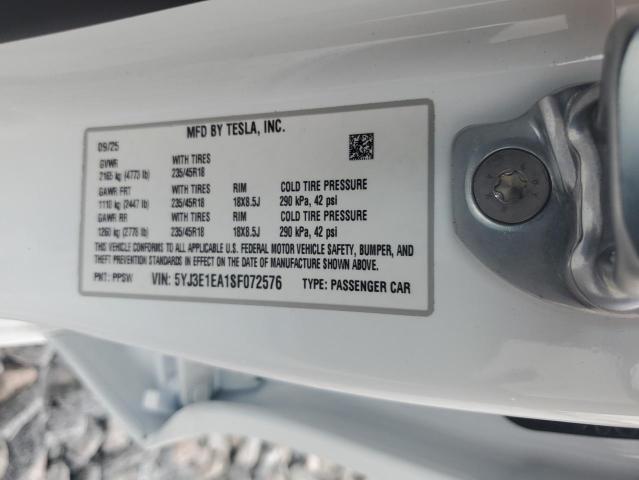 MFD BY TESLA, INC.
09/25
GVWR WITH TIRES
2165 kg (4773 lb) 235/45R18
GAWR FRT WITH TIRES RIM COLD TIRE PRESSURE
1110 kg (2447 lb) 235/45R18 18X8.5J 290 kPa, 42 psi
GAWR RR WITH TIRES RIM COLD TIRE PRESSURE
1260 kg (2778 lb) 235/45R18 18X8.5J 290 kPa, 42 psi
THIS VEHICLE CONFORMS TO ALL APPLICABLE U.S. FEDERAL MOTOR VEHICLE SAFETY, BUMPER, AND
THEFT PREVENTION STANDARDS IN EFFECT ON THE DATE OF MANUFACTURE SHOWN ABOVE.
PNT: PPSW VIN: 5YJ3E1EA1SF072576 TYPE: PASSENGER CAR